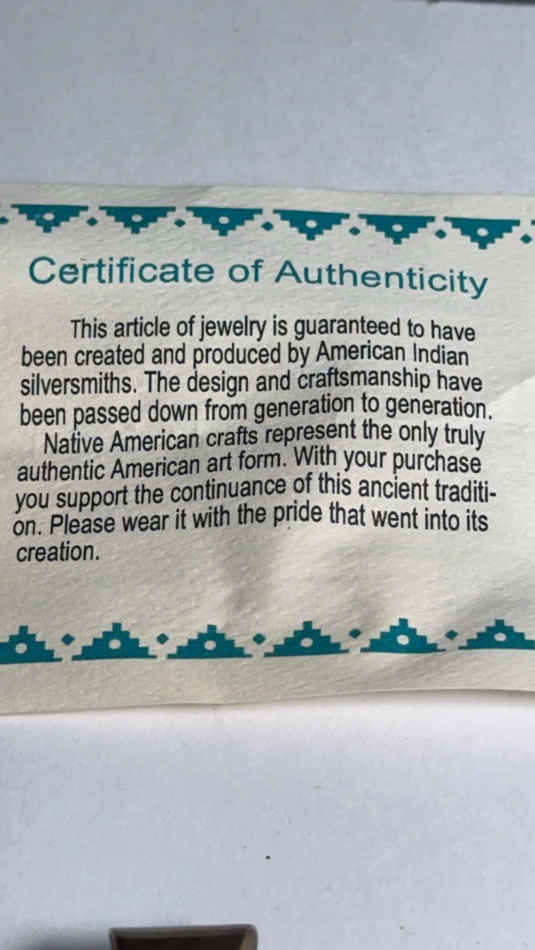 Certificate of Authenticity
This article of jewelry is guaranteed to have
been created and produced by American Indian
silversmiths. The design and craftsmanship have
been passed down from generation to generation.
Native American crafts represent the only truly
authentic American art form. With your purchase
you support the continuance of this ancient traditi-
on. Please wear it with the pride that went into its
creation.